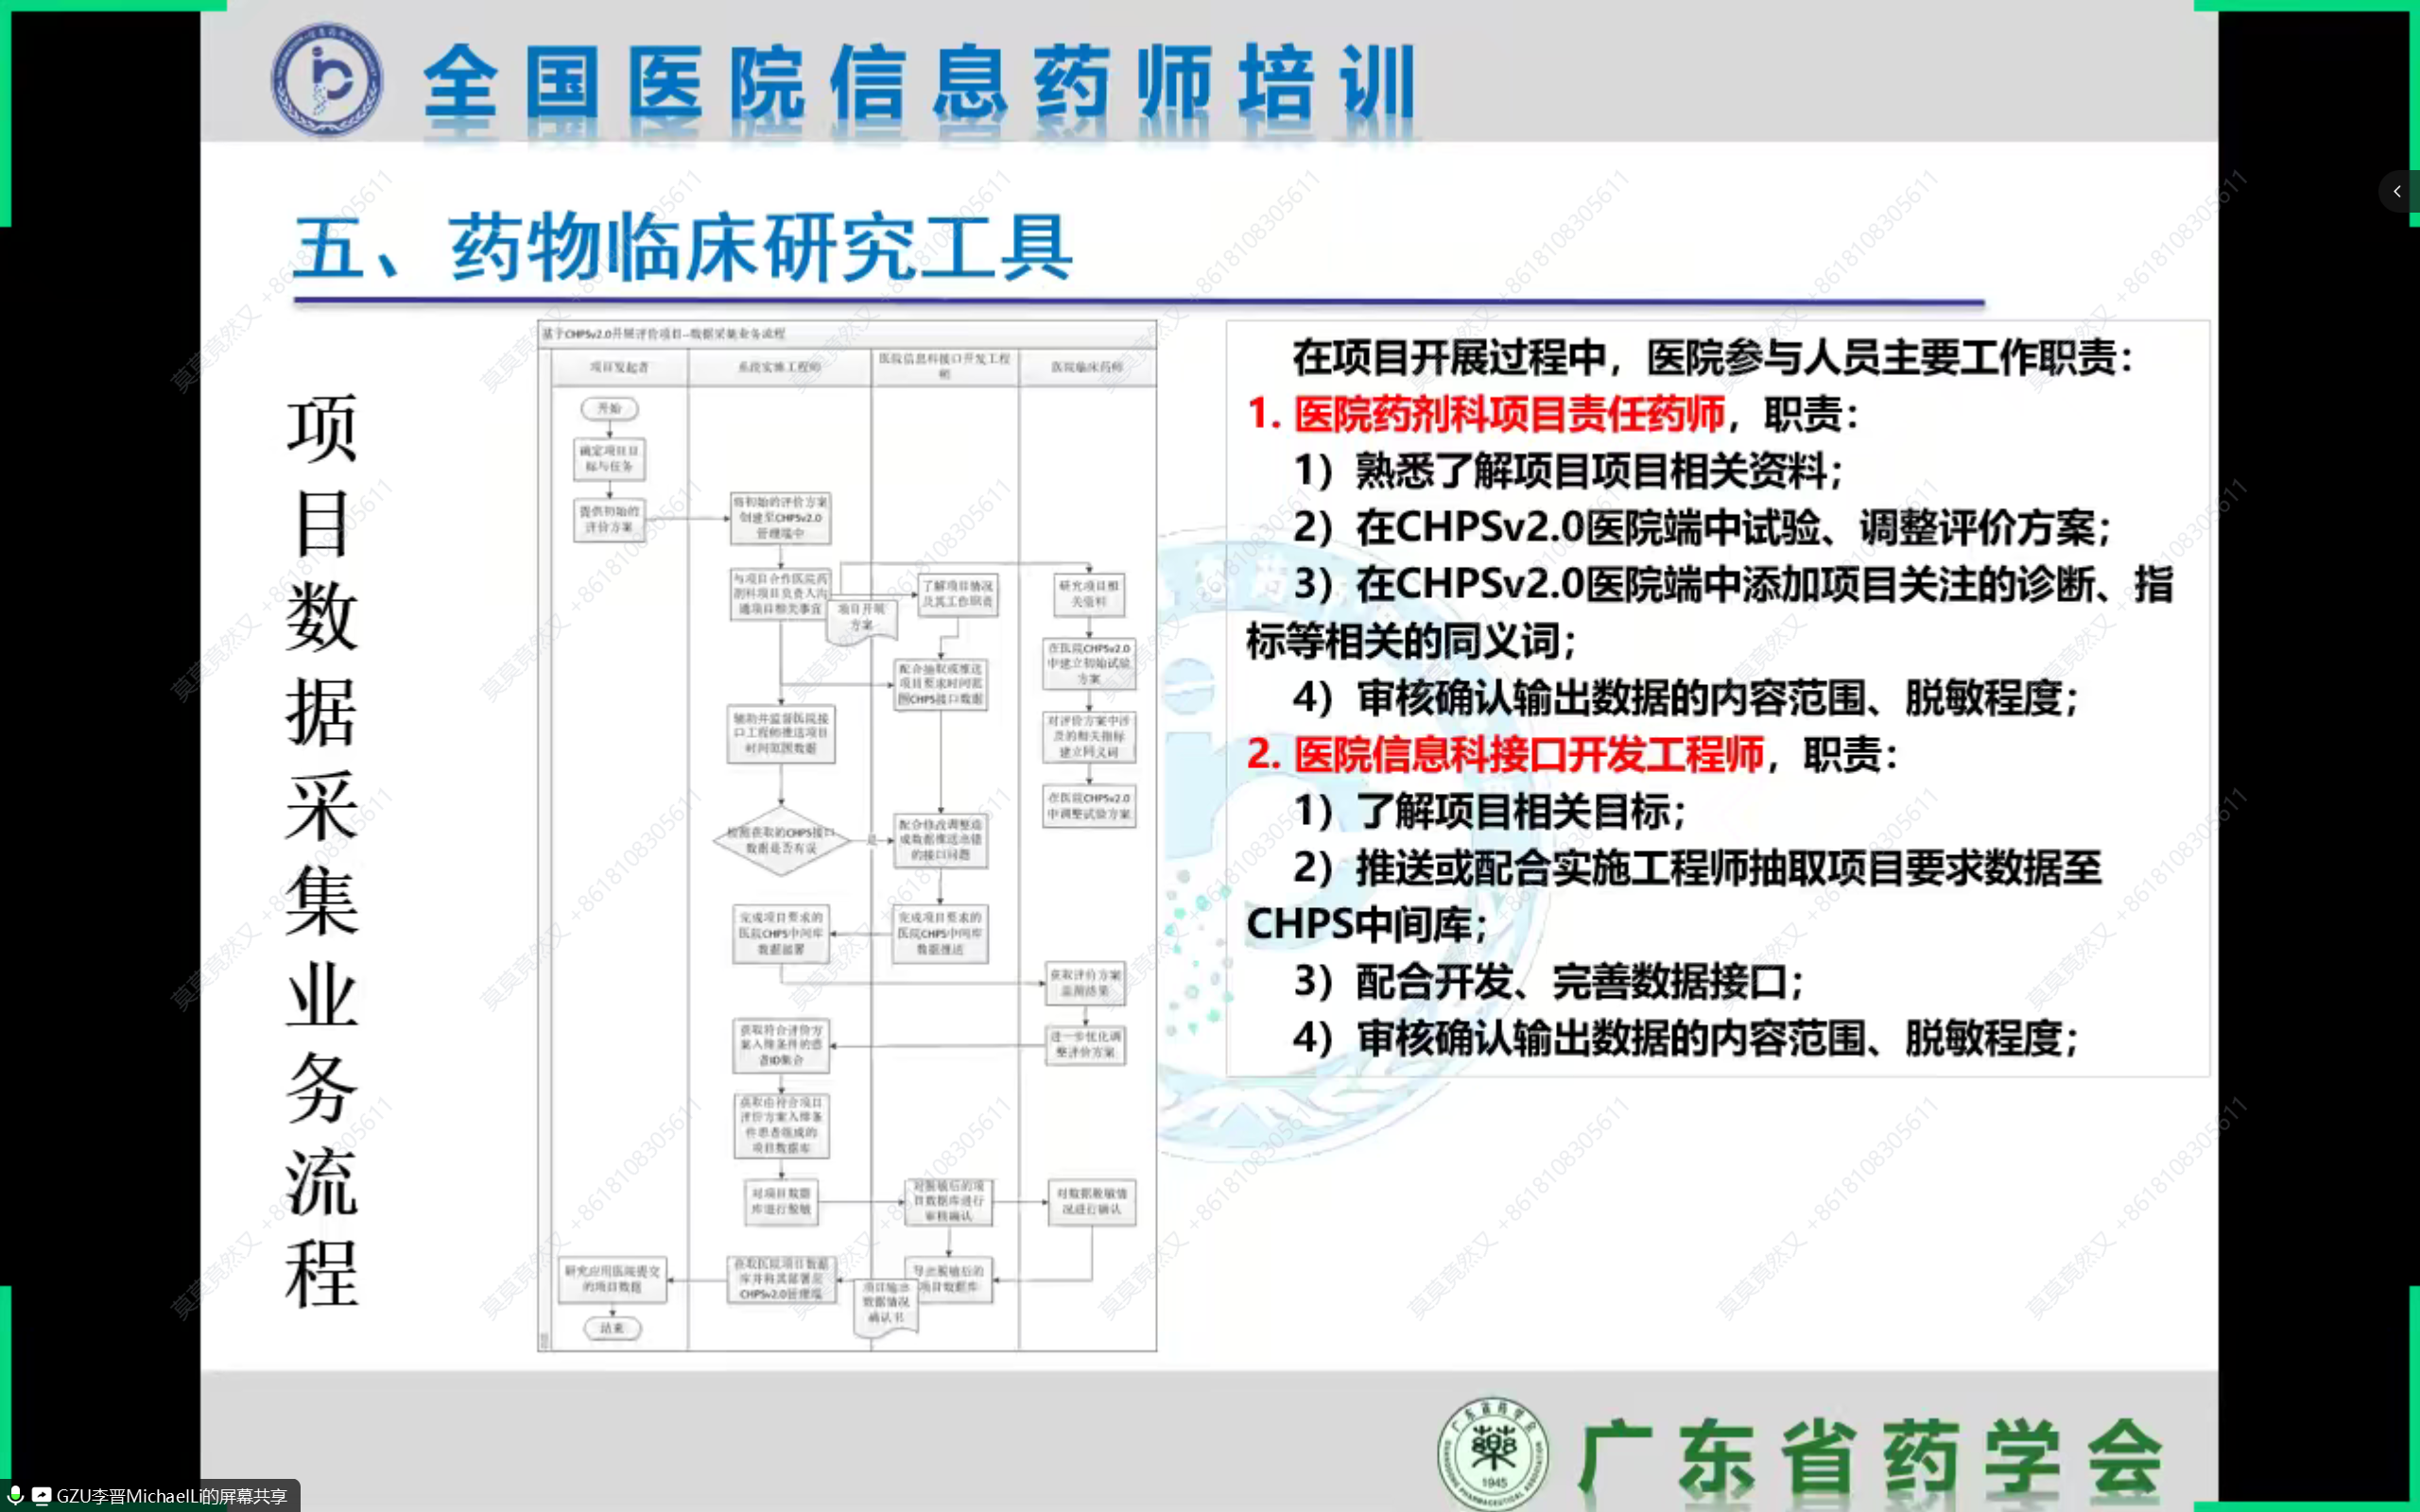 全国医院信息药师培训
五、药物临床研究工具
项目数据采集业务流程
基于CHPSv2.0开展评价项目--数据采集业务流程
项目发起者
系统实施工程师
医院信息科接口开发工程
师
医院临床药师
开始
确定项目目
标与任务
提供初始的
评价方案
将初始的评价方案
创建至CHPSv2.0
管理端中
与项目合作医院药
剂科项目负责人沟
通项目相关事宜
项目开展
方案
了解项目情况
及其工作职责
研究项目相
关资料
配合抽取或推送
项目要求时间范
围CHPS接口数据
在医院CHPSv2.0
中建立初始试验
方案
辅助并监督医院接
口工程师推送项目
时间范围数据
对评价方案中涉
及的相关指标
建立同义词
在医院CHPSv2.0
中调整试验方案
检测获取的CHPS接口
数据是否有误
是
配合修改调整造
成数据推送出错
的接口问题
完成项目要求的
医院CHPS中间库
数据部署
完成项目要求的
医院CHPS中间库
数据推送
获取评价方案
监测结果
进一步优化调
整评价方案
获取符合评价方
案入排条件的患
者ID集合
获取由符合项目
评价方案入排条
件患者组成的
项目数据库
对项目数据
库进行脱敏
对脱敏后的项
目数据库进行
审核确认
对数据脱敏情
况进行确认
研究应用医院提交
的项目数据
获取医院项目数据
库并将其部署至
CHPSv2.0管理端
项目输出
数据情况
确认书
导出脱敏后的
项目数据库
结束
在项目开展过程中，医院参与人员主要工作职责：
1. 医院药剂科项目责任药师，职责：
1）熟悉了解项目项目相关资料；
2）在CHPSv2.0医院端中试验、调整评价方案；
3）在CHPSv2.0医院端中添加项目关注的诊断、指
标等相关的同义词；
4）审核确认输出数据的内容范围、脱敏程度；
2. 医院信息科接口开发工程师，职责：
1）了解项目相关目标；
2）推送或配合实施工程师抽取项目要求数据至
CHPS中间库；
3）配合开发、完善数据接口；
4）审核确认输出数据的内容范围、脱敏程度；
广东省药学会
1945
GZU李晋MichaelLi的屏幕共享
莫莫竟然又 +8618108305611